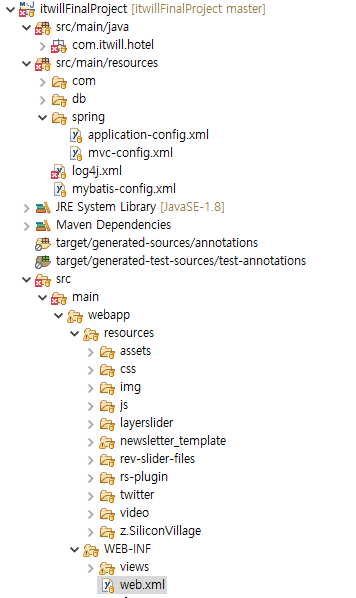 itwillFinalProject [itwillFinalProject master]
src/main/java
com.itwill.hotel
src/main/resources
com
db
spring
application-config.xml
mvc-config.xml
log4j.xml
mybatis-config.xml
JRE System Library [JavaSE-1.8]
Maven Dependencies
target/generated-sources/annotations
target/generated-test-sources/test-annotations
src
main
webapp
resources
assets
css
img
js
layerslider
newsletter_template
rev-slider-files
rs-plugin
twitter
video
z.SiliconVillage
WEB-INF
views
web.xml